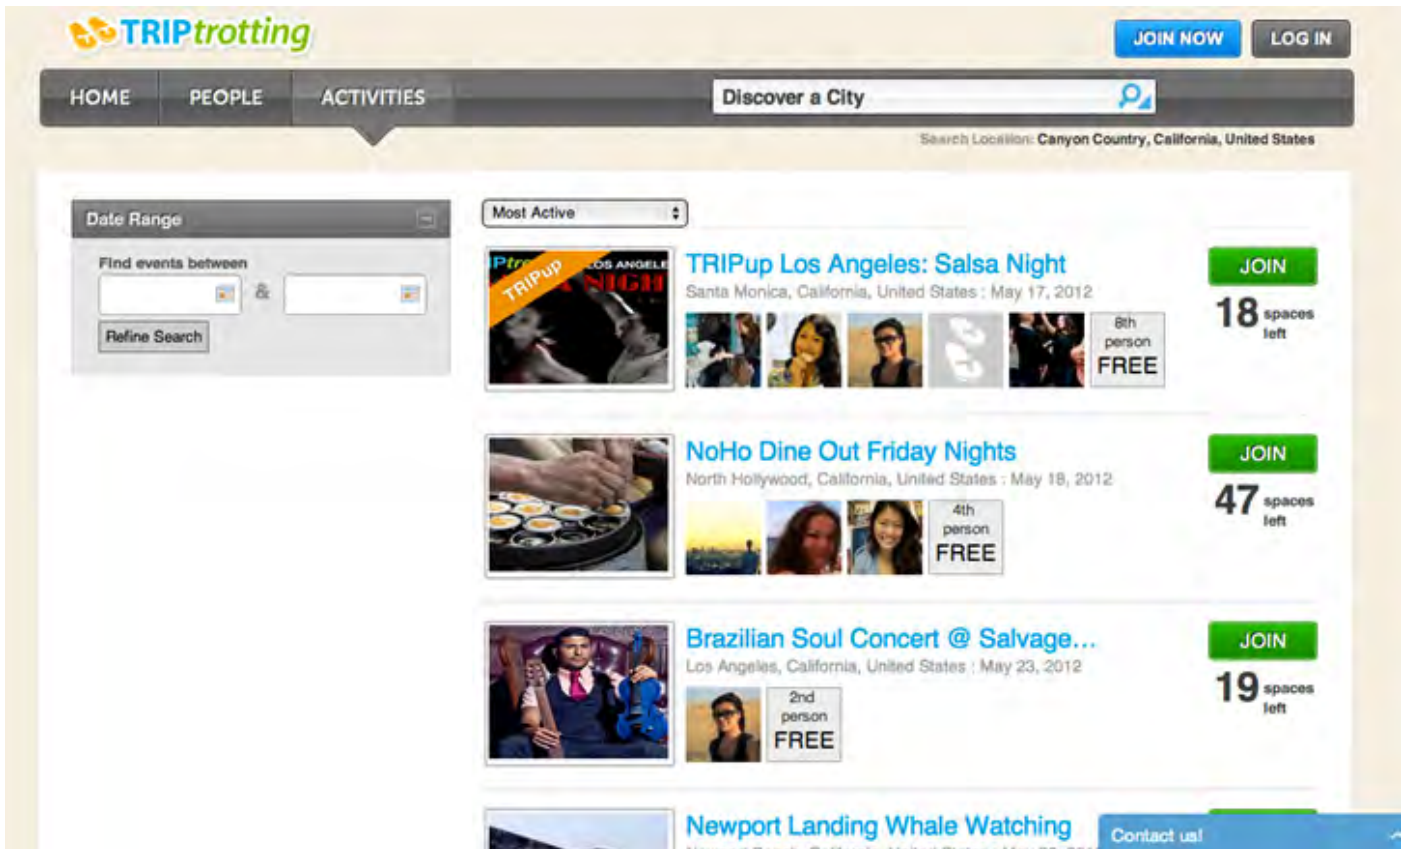 TRIPtrotting
JOIN NOW
LOG IN
HOME
PEOPLE
ACTIVITIES
Discover a City
Search Location: Canyon Country, California, United States
Date Range
Find events between
&
Refine Search
Most Active
TRIPup
LOS ANGELE
TRIPup Los Angeles: Salsa Night
Santa Monica, California, United States : May 17, 2012
8th
person
FREE
JOIN
18 spaces
left
NoHo Dine Out Friday Nights
North Hollywood, California, United States : May 18, 2012
4th
person
FREE
JOIN
47 spaces
left
Brazilian Soul Concert @ Salvage...
Los Angeles, California, United States : May 23, 2012
2nd
person
FREE
JOIN
19 spaces
left
Newport Landing Whale Watching
Contact us!